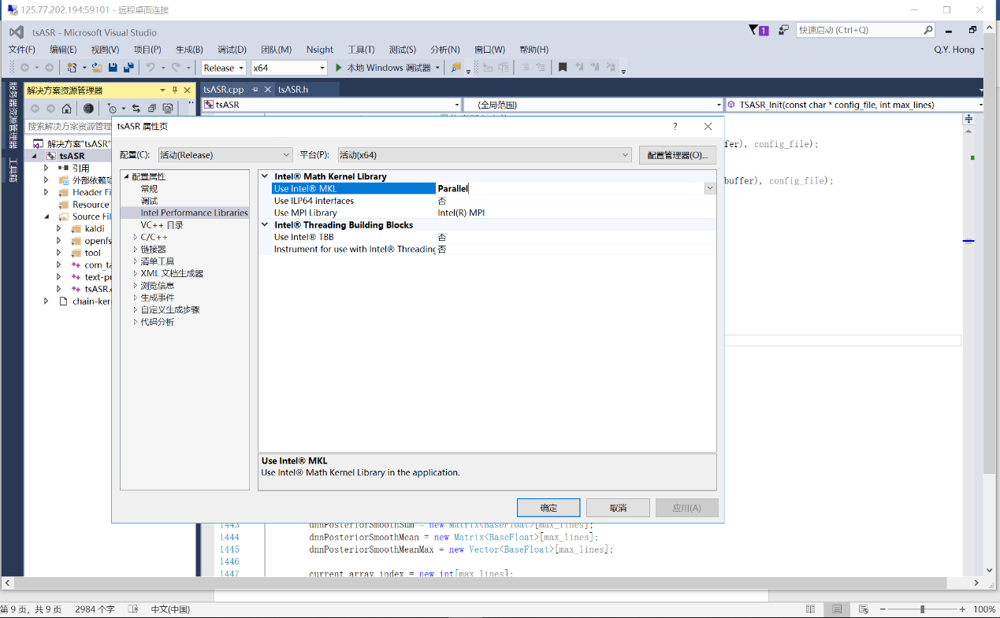 125.77.202.194:59101 - 远程桌面连接
tsASR - Microsoft Visual Studio
1
快速启动 (Ctrl+Q)
文件(F) 编辑(E) 视图(V) 项目(P) 生成(B) 调试(D) 团队(M) Nsight 工具(T) 测试(S) 分析(N) 窗口(W) 帮助(H) Q.Y. Hong
Release x64 本地 Windows 调试器
服务器资源管理器
工具箱
解决方案资源管理器
tsASR.cpp tsASR.h
tsASR (全局范围) TSASR_Init(const char * config_file, int max_lines)
搜索解决方案资源管理
解决方案"tsASR"
tsASR
引用
外部依赖项
Header Fi
Resource
Source Fil
kaldi
openfs
tool
com_ta
text-pu
tsASR.c
chain-ker
fer), config_file);
buffer), config_file);
tsASR 属性页
?
配置(C): 活动(Release) 平台(P): 活动(x64) 配置管理器(O)...
配置属性
常规
调试
Intel Performance Libraries
VC++ 目录
C/C++
链接器
清单工具
XML 文档生成器
浏览信息
生成事件
自定义生成步骤
代码分析
Intel® Math Kernel Library
Use Intel® MKL Parallel
Use ILP64 interfaces 否
Use MPI Library Intel(R) MPI
Intel® Threading Building Blocks
Use Intel® TBB 否
Instrument for use with Intel® Threading 否
Use Intel® MKL
Use Intel® Math Kernel Library in the application.
确定 取消 应用(A)
1443 dnnPosteriorSmoothSum = new Matrix<BaseFloat>[max_lines];
1444 dnnPosteriorSmoothMean = new Matrix<BaseFloat>[max_lines];
1445 dnnPosteriorSmoothMeanMax = new Vector<BaseFloat>[max_lines];
1446
1447 current_array_index = new int[max_lines];
第 9 页，共 9 页 2984 个字 中文(中国) 100%